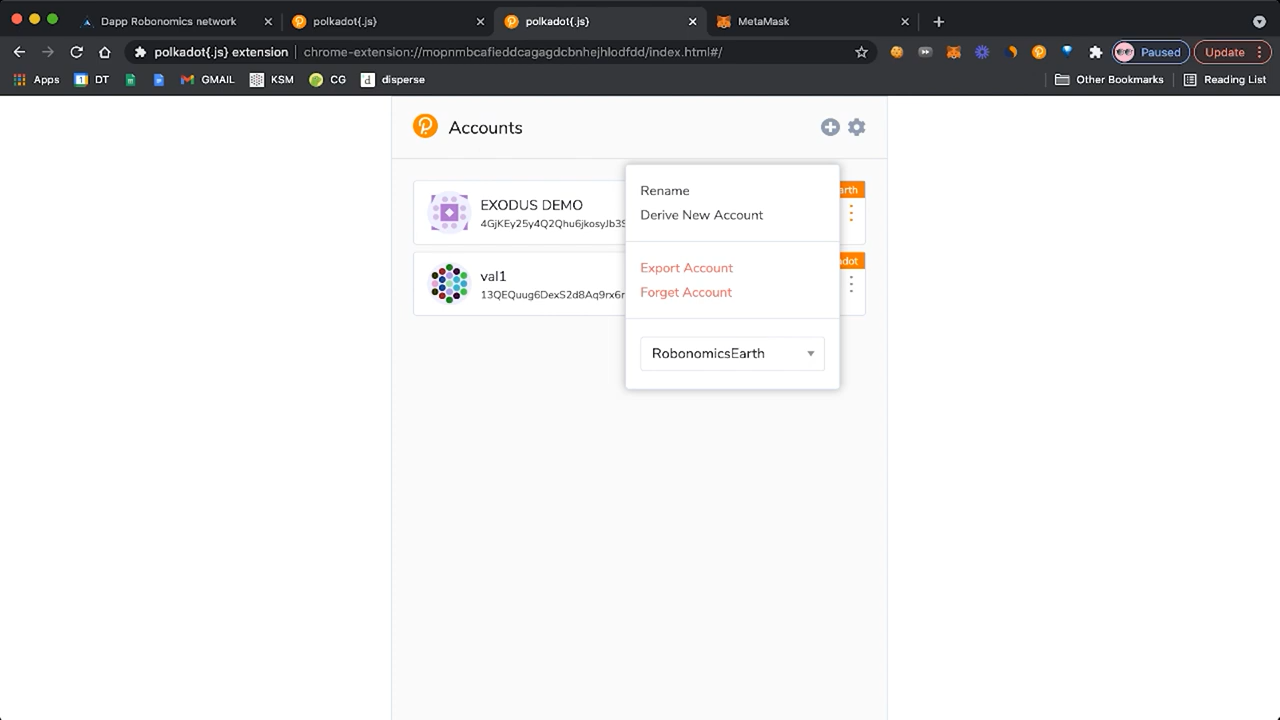 Dapp Robonomics network
polkadot{.js}
polkadot{.js}
MetaMask
polkadot{.js} extension
chrome-extension://mopnmbcafieddcagagdcbnhejhlodfdd/index.html#/
Paused
Update
Apps
DT
GMAIL
KSM
CG
disperse
Other Bookmarks
Reading List
Accounts
EXODUS DEMO
4GjKEy25y4Q2Qhu6jkosyJb3S
val1
13QEQuug6DexS2d8Aq9rx6r
Rename
Derive New Account
Export Account
Forget Account
RobonomicsEarth
arth
dot